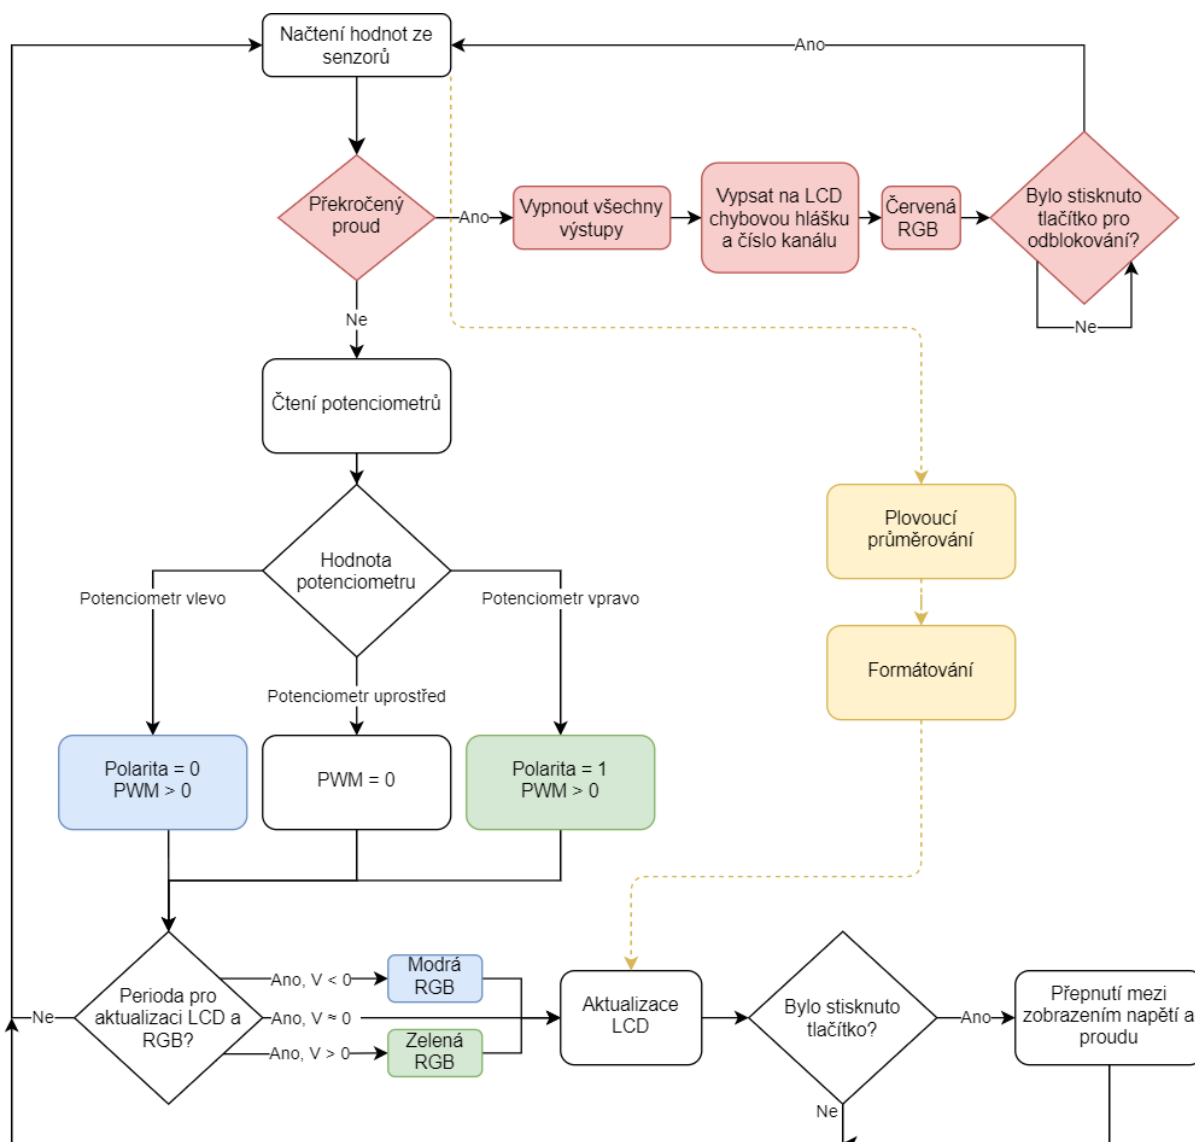 Načtení hodnot ze
senzorů
Ano
Překročený
proud
Ano
Vypnout všechny
výstupy
Vypsat na LCD
chybovou hlášku
a číslo kanálu
Červená
RGB
Bylo stisknuto
tlačítko pro
odblokování?
Ne
Ne
Čtení potenciometrů
Hodnota
potenciometru
Potenciometr vlevo
Potenciometr vpravo
Potenciometr uprostřed
Plovoucí
průměrování
Formátování
Polarita = 0
PWM > 0
PWM = 0
Polarita = 1
PWM > 0
Perioda pro
aktualizaci LCD a
RGB?
Ne
Ano, V < 0
Modrá
RGB
Ano, V ≈ 0
Ano, V > 0
Zelená
RGB
Aktualizace
LCD
Bylo stisknuto
tlačítko?
Ano
Přepnutí mezi
zobrazením napětí a
proudu
Ne